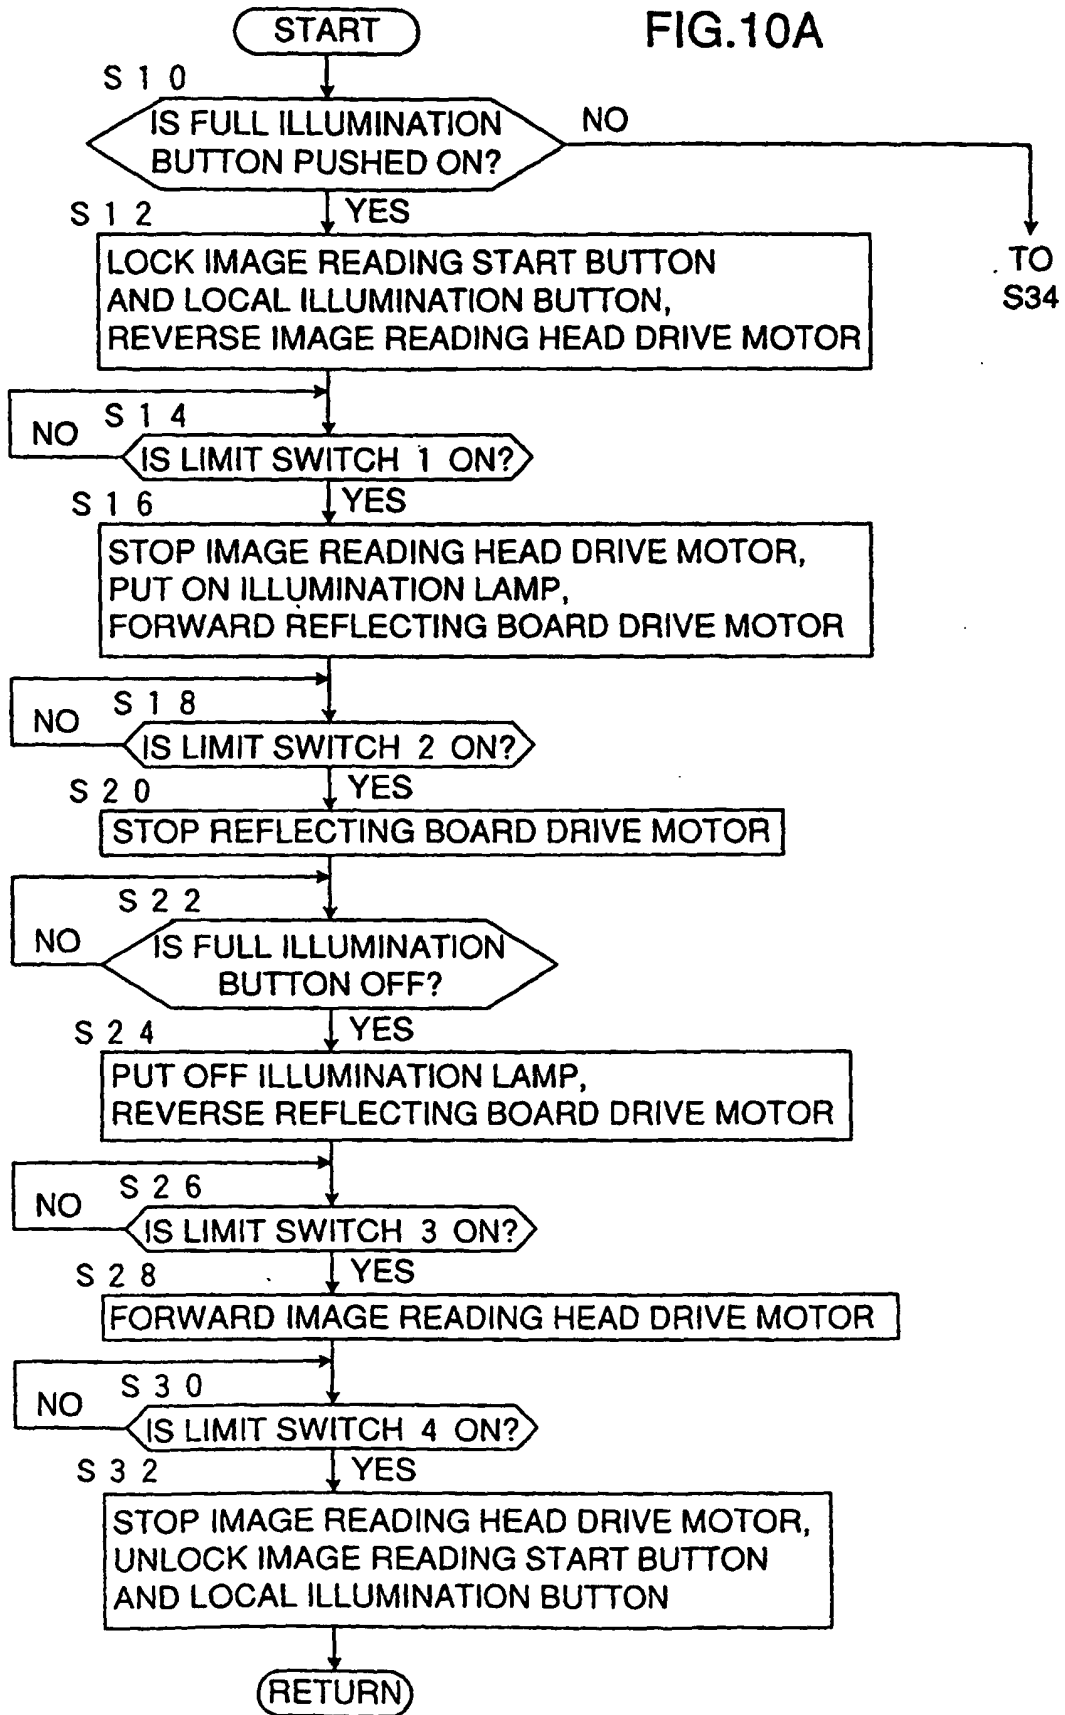 START
FIG.10A
S10
IS FULL ILLUMINATION
BUTTON PUSHED ON?
NO
YES
TO
S34
S12
LOCK IMAGE READING START BUTTON
AND LOCAL ILLUMINATION BUTTON,
REVERSE IMAGE READING HEAD DRIVE MOTOR
S14
NO
IS LIMIT SWITCH 1 ON?
YES
S16
STOP IMAGE READING HEAD DRIVE MOTOR,
PUT ON ILLUMINATION LAMP,
FORWARD REFLECTING BOARD DRIVE MOTOR
S18
NO
IS LIMIT SWITCH 2 ON?
YES
S20
STOP REFLECTING BOARD DRIVE MOTOR
S22
NO
IS FULL ILLUMINATION
BUTTON OFF?
YES
S24
PUT OFF ILLUMINATION LAMP,
REVERSE REFLECTING BOARD DRIVE MOTOR
S26
NO
IS LIMIT SWITCH 3 ON?
YES
S28
FORWARD IMAGE READING HEAD DRIVE MOTOR
S30
NO
IS LIMIT SWITCH 4 ON?
YES
S32
STOP IMAGE READING HEAD DRIVE MOTOR,
UNLOCK IMAGE READING START BUTTON
AND LOCAL ILLUMINATION BUTTON
RETURN